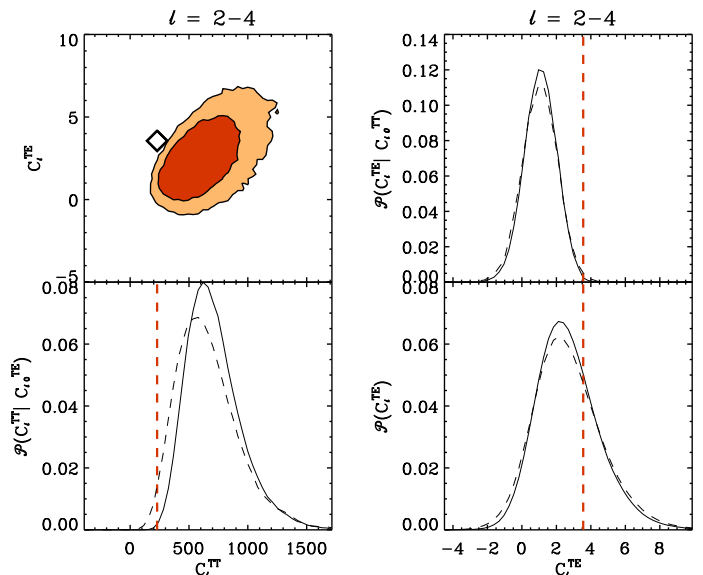 ℓ = 2-4
10
5
0
-5
C_ℓ^TE
ℓ = 2-4
0.14
0.12
0.10
0.08
0.06
0.04
0.02
0.00
𝒫(C_ℓ^TE | C_ℓ0^TT)
0.08
0.06
0.04
0.02
0.00
𝒫(C_ℓ^TT | C_ℓ0^TE)
0 500 1000 1500
C_ℓ^TT
0.08
0.06
0.04
0.02
0.00
𝒫(C_ℓ^TE)
-4 -2 0 2 4 6 8
C_ℓ^TE